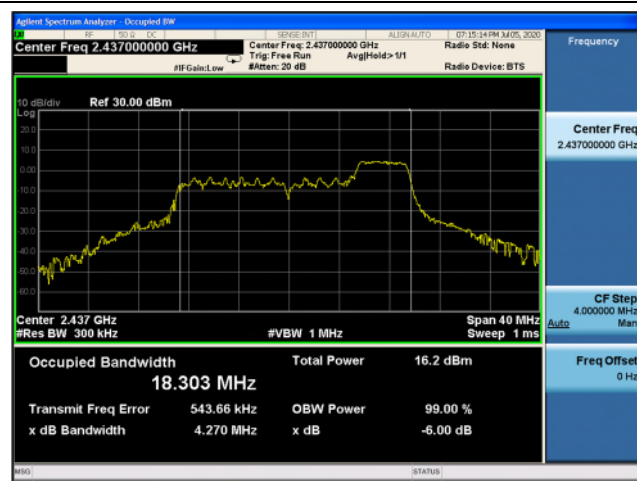 Agilent Spectrum Analyzer - Occupied BW
RF 50 Ω DC SENSE:INT ALIGN AUTO 07:15:14 PM Jul 05, 2020
Center Freq 2.437000000 GHz
Center Freq: 2.437000000 GHz
Radio Std: None
Trig: Free Run Avg|Hold:>1/1
#IFGain:Low #Atten: 20 dB Radio Device: BTS
10 dB/div Ref 30.00 dBm
Log
20.0
10.0
0.00
-10.0
-20.0
-30.0
-40.0
-50.0
-60.0
Center 2.437 GHz Span 40 MHz
#Res BW 300 kHz #VBW 1 MHz Sweep 1 ms
Occupied Bandwidth Total Power 16.2 dBm
18.303 MHz
Transmit Freq Error 543.66 kHz OBW Power 99.00 %
x dB Bandwidth 4.270 MHz x dB -6.00 dB
MSG STATUS
Frequency
Center Freq
2.437000000 GHz
CF Step
4.000000 MHz
Auto Man
Freq Offset
0 Hz